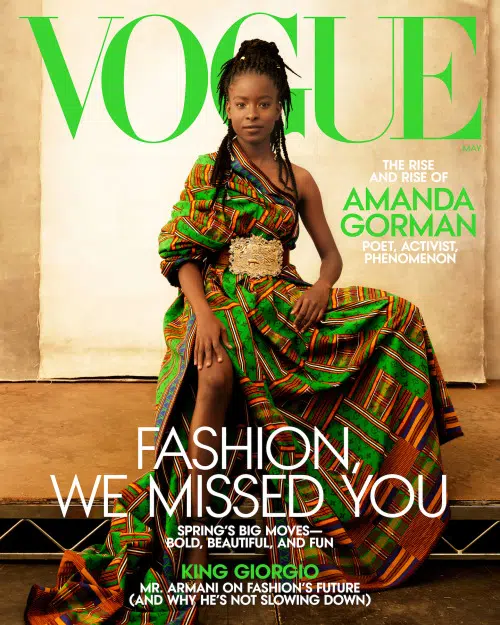 VOGUE
MAY
THE RISE
AND RISE OF
AMANDA
GORMAN
POET, ACTIVIST,
PHENOMENON
FASHION,
WE MISSED YOU
SPRING'S BIG MOVES—
BOLD, BEAUTIFUL, AND FUN
KING GIORGIO
MR. ARMANI ON FASHION'S FUTURE
(AND WHY HE'S NOT SLOWING DOWN)